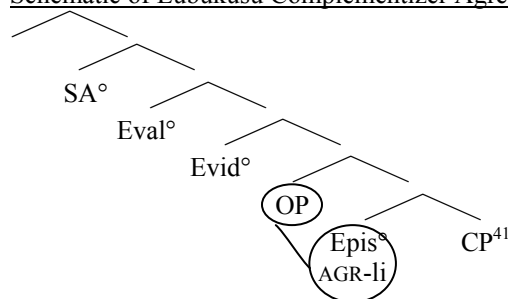 Schematic of Lubukusu Complementizer Agre
SA°
Eval°
Evid°
OP
Epis°
CP41
AGR-li